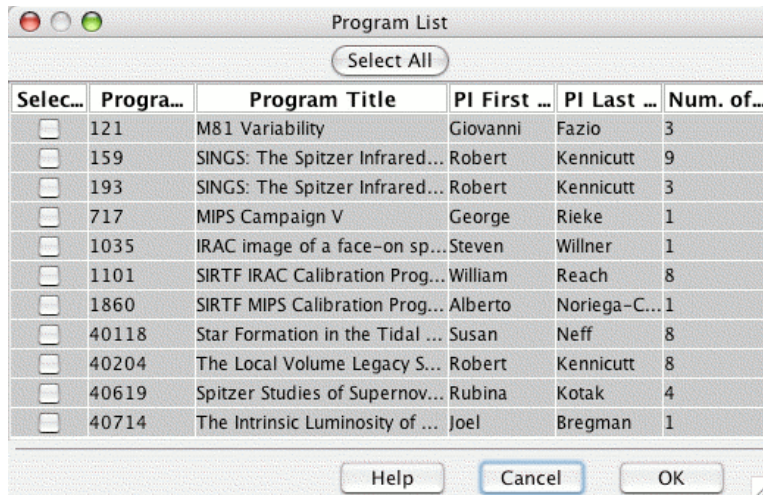 Program List
Select All
Selec... Progra... Program Title PI First ... PI Last ... Num. of...
121 M81 Variability Giovanni Fazio 3
159 SINGS: The Spitzer Infrared... Robert Kennicutt 9
193 SINGS: The Spitzer Infrared... Robert Kennicutt 3
717 MIPS Campaign V George Rieke 1
1035 IRAC image of a face-on sp... Steven Willner 1
1101 SIRTF IRAC Calibration Prog... William Reach 8
1860 SIRTF MIPS Calibration Prog... Alberto Noriega-C... 1
40118 Star Formation in the Tidal ... Susan Neff 8
40204 The Local Volume Legacy S... Robert Kennicutt 8
40619 Spitzer Studies of Supernov... Rubina Kotak 4
40714 The Intrinsic Luminosity of ... Joel Bregman 1
Help Cancel OK